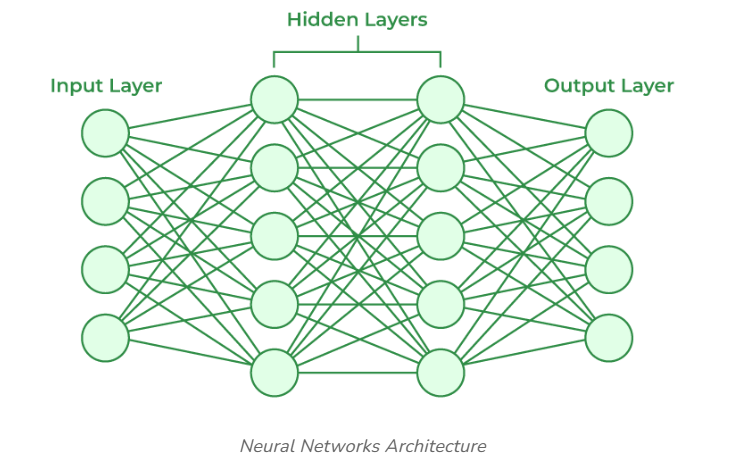 Hidden Layers
Input Layer
Output Layer
Neural Networks Architecture